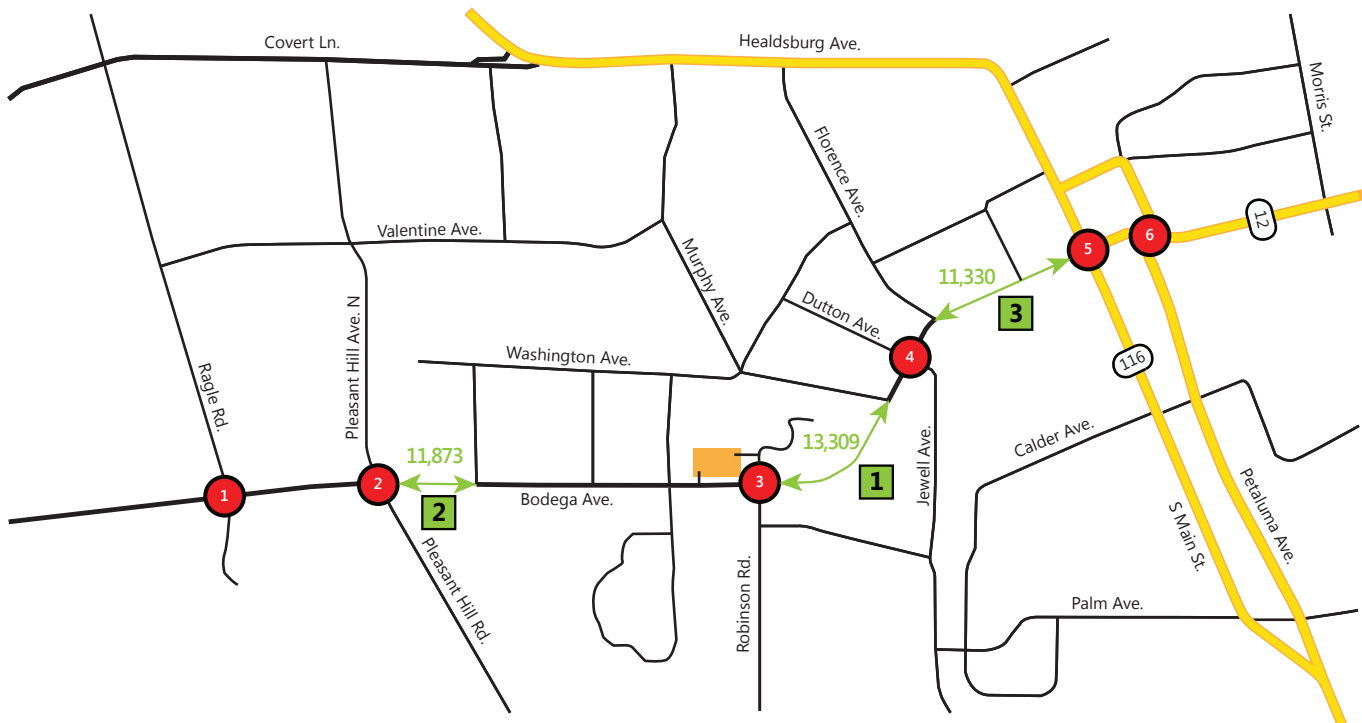 Covert Ln.
Healdsburg Ave.
Morris St.
Florence Ave.
Valentine Ave.
Murphy Ave.
12
6
5
11,330
3
Dutton Ave.
4
Pleasant Hill Ave. N
Ragle Rd.
Washington Ave.
116
11,873
2
2
1
13,309
1
3
Bodega Ave.
Jewell Ave.
Calder Ave.
Petaluma Ave.
S Main St.
Pleasant Hill Rd.
Robinson Rd.
Palm Ave.